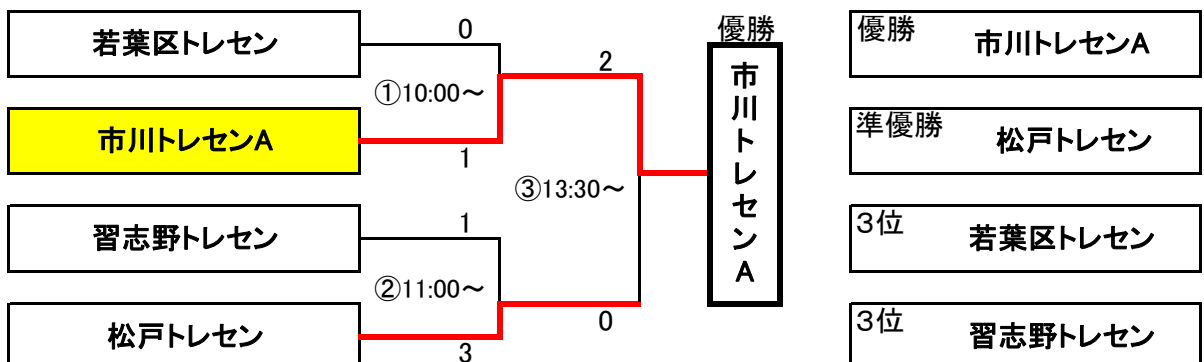 若葉区トレセン
0
①10:00～
市川トレセンA
1
習志野トレセン
1
②11:00～
松戸トレセン
3
2
③13:30～
0
優勝
市川トレセンA
優勝 市川トレセンA
準優勝 松戸トレセン
3位 若葉区トレセン
3位 習志野トレセン